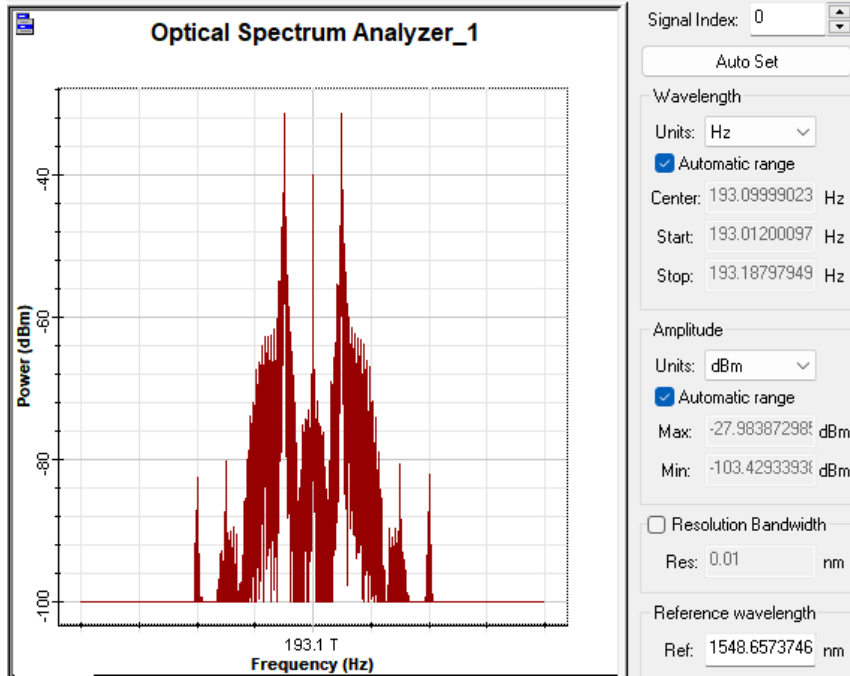 Optical Spectrum Analyzer_1
Power (dBm)
-40
-60
-80
-100
193.1 T
Frequency (Hz)
Signal Index: 0
Auto Set
Wavelength
Units: Hz
Automatic range
Center: 193.09999023 Hz
Start: 193.01200097 Hz
Stop: 193.18797949 Hz
Amplitude
Units: dBm
Automatic range
Max: -27.98387298 dBm
Min: -103.4293393 dBm
Resolution Bandwidth
Res: 0.01 nm
Reference wavelength
Ref: 1548.6573746 nm